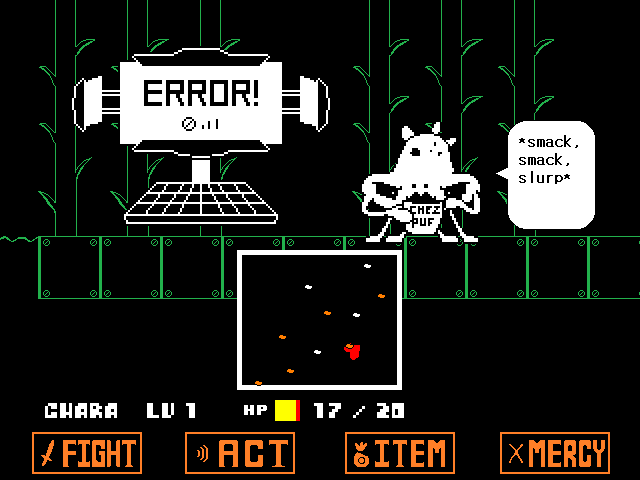 ERROR!
*smack,
smack,
slurp*
CHEZ
PUF
CHARA LV 1 HP 17 / 20
FIGHT ACT ITEM MERCY